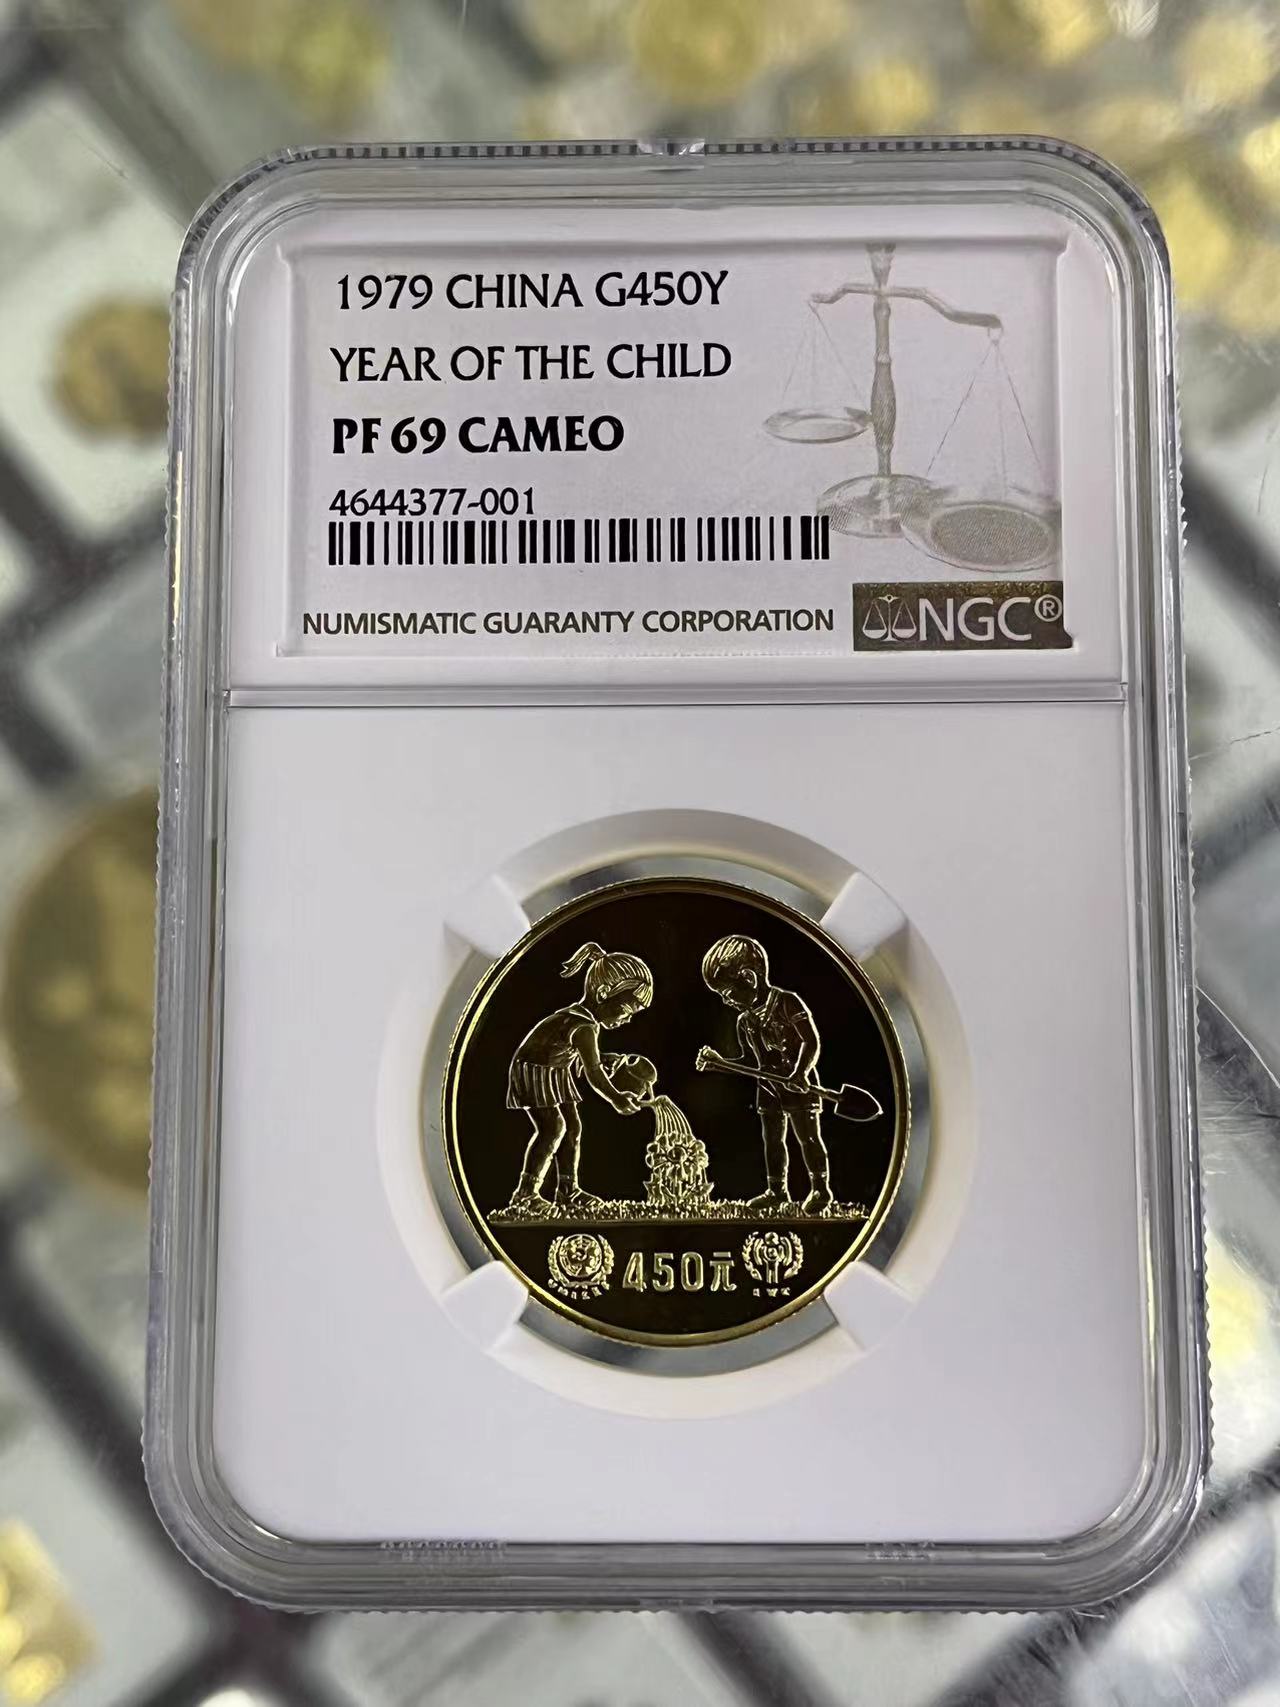 1979 CHINA G450Y
YEAR OF THE CHILD
PF 69 CAMEO
4644377-001
NUMISMATIC GUARANTY CORPORATION
NGC®
450元